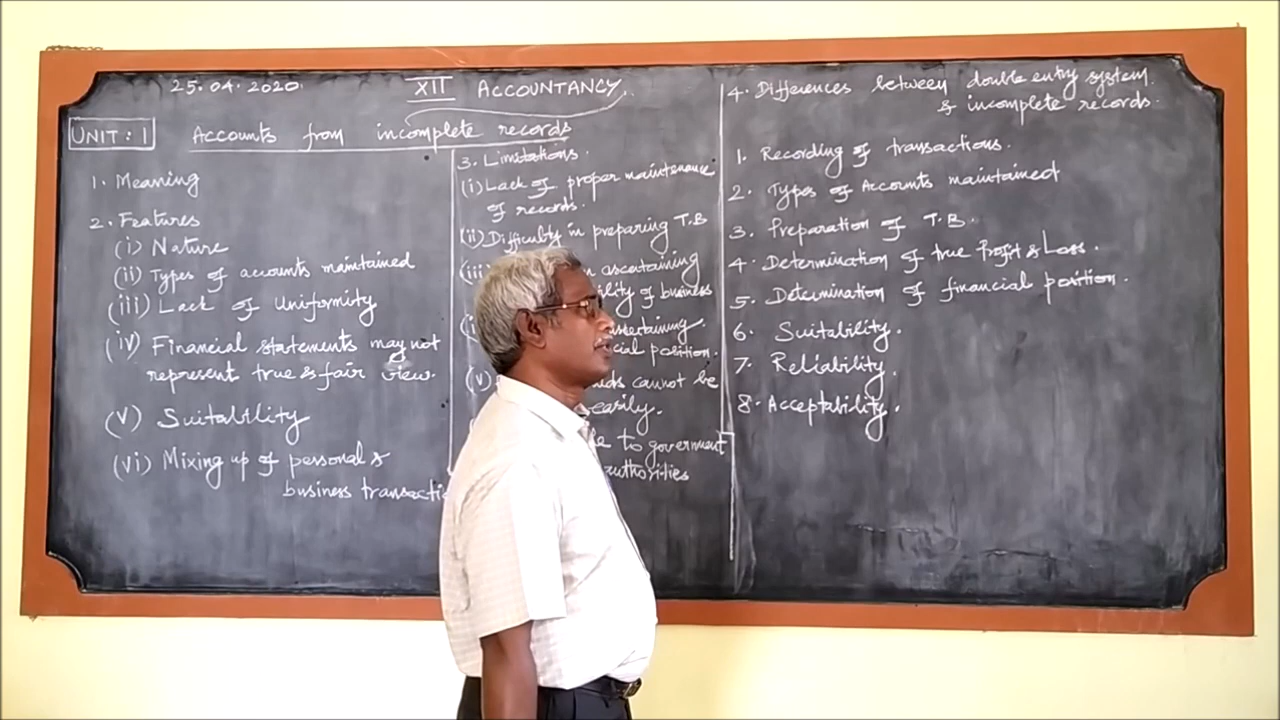 25.04.2020.
XII ACCOUNTANCY.
UNIT: 1
Accounts from incomplete records
1. Meaning
2. Features
(i) Nature
(ii) Types of accounts maintained
(iii) Lack of Uniformity
(iv) Financial statements may not
represent true & fair view.
(v) Suitability
(vi) Mixing up of personal &
business
3. Limitations.
(i) Lack of proper maintenance
of records.
(ii) Difficulty in preparing T.B
(iii) in ascertaining
of business
ascertaining.
position.
(v) cannot be
easily.
to goverment
authorities
4. Differences between double entry system
& incomplete records.
1. Recording of transactions.
2. Types of Accounts maintained
3. Preparation of T.B.
4. Determination of true Profit & Loss.
5. Determination of financial position.
6. Suitability.
7. Reliability.
8. Acceptability.